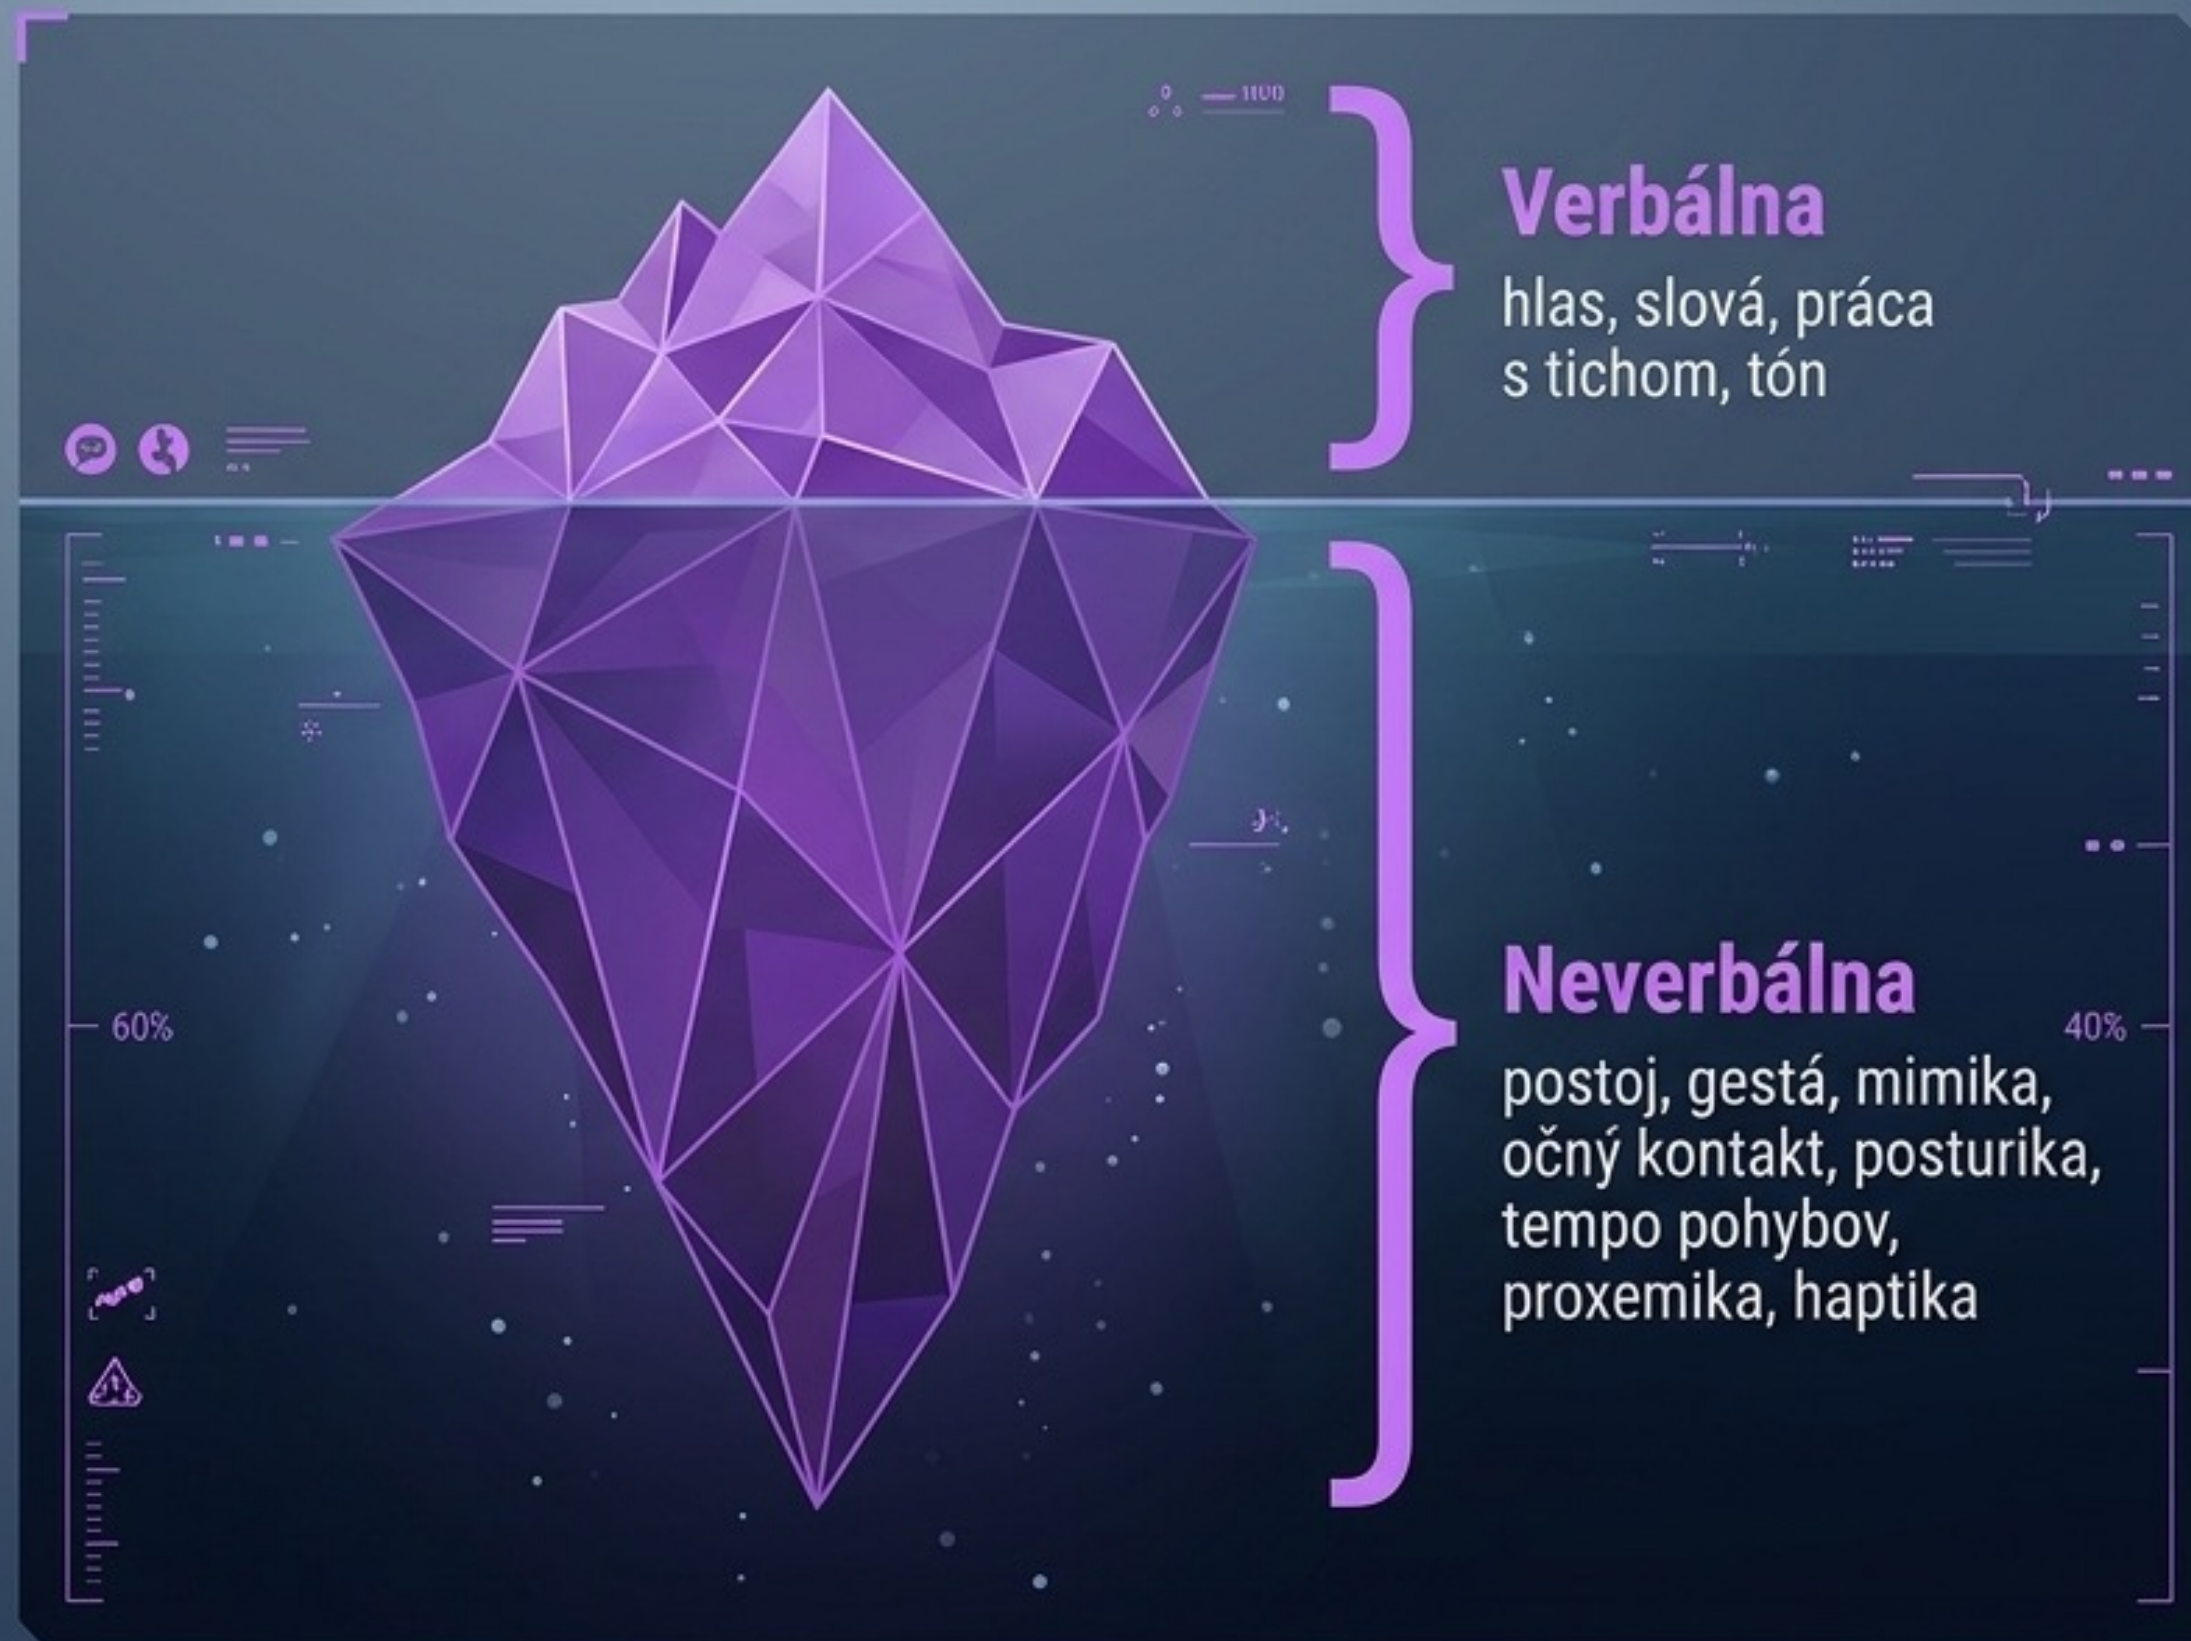 Verbálna
hlas, slová, práca
s tichom, tón
60%
Neverbálna
40%
postoj, gestá, mimika,
očný kontakt, posturika,
tempo pohybov,
proxemika, haptika